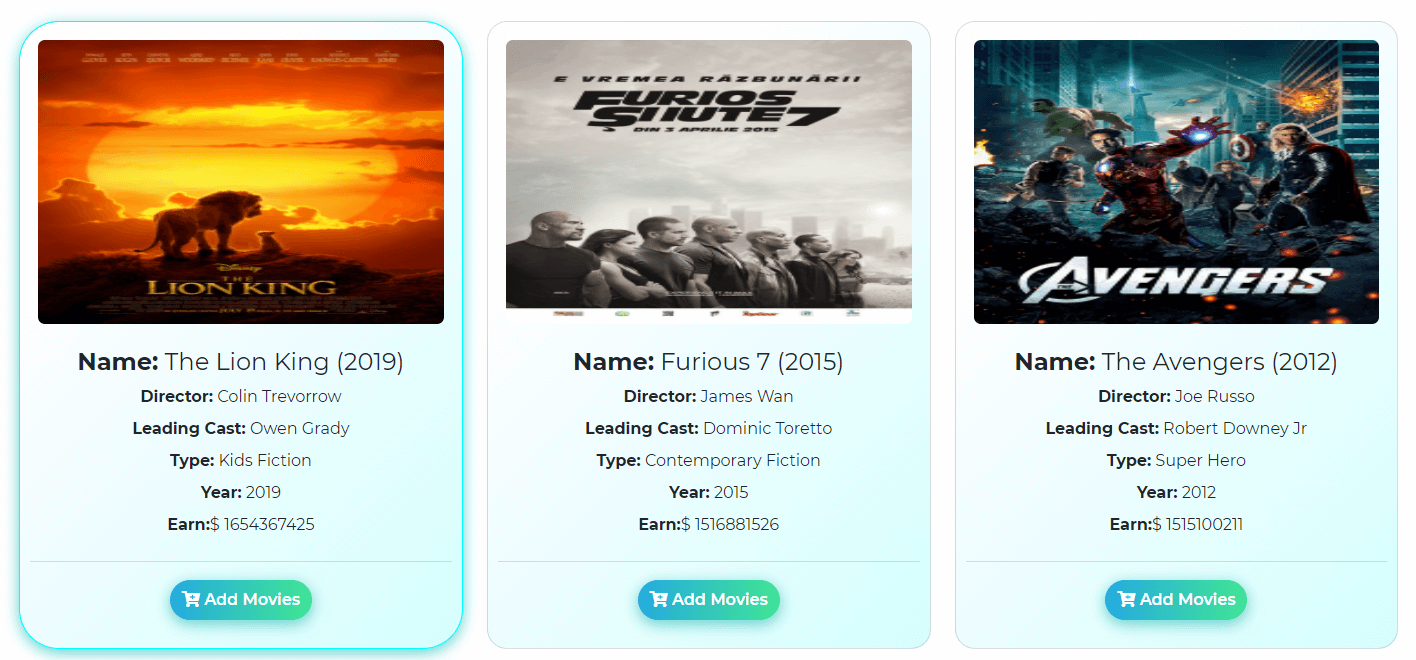 Disney
THE
LION KING
Name: The Lion King (2019)
Director: Colin Trevorrow
Leading Cast: Owen Grady
Type: Kids Fiction
Year: 2019
Earn:$ 1654367425
Add Movies
E VREMEA RĂZBUNĂRII
FURIOS
ȘI IUTE 7
DIN 3 APRILIE 2015
Name: Furious 7 (2015)
Director: James Wan
Leading Cast: Dominic Toretto
Type: Contemporary Fiction
Year: 2015
Earn:$ 1516881526
Add Movies
THE AVENGERS
Name: The Avengers (2012)
Director: Joe Russo
Leading Cast: Robert Downey Jr
Type: Super Hero
Year: 2012
Earn:$ 1515100211
Add Movies